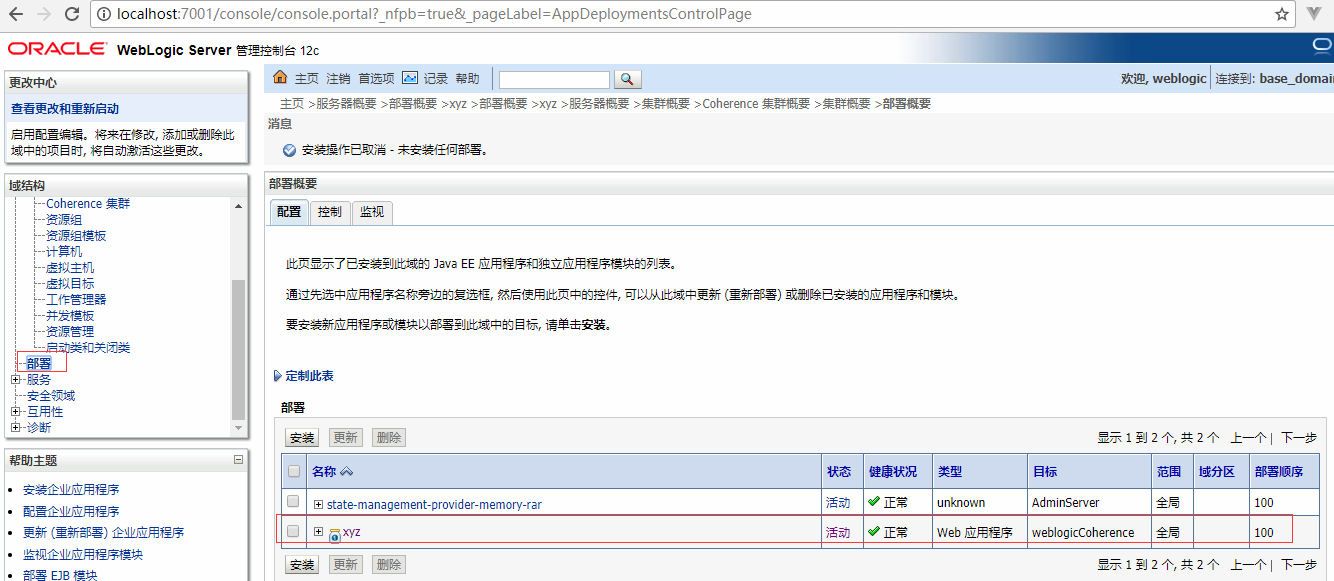 localhost:7001/console/console.portal?_nfpb=true&_pageLabel=AppDeploymentsControlPage
ORACLE WebLogic Server 管理控制台 12c
更改中心
查看更改和重新启动
启用配置编辑。将来在修改, 添加或删除此
域中的项目时, 将自动激活这些更改。
域结构
Coherence 集群
资源组
资源组模板
计算机
虚拟主机
虚拟目标
工作管理器
并发模板
资源管理
启动类和关闭类
部署
服务
安全领域
互用性
诊断
帮助主题
安装企业应用程序
配置企业应用程序
更新 (重新部署) 企业应用程序
监视企业应用程序模块
部署 EJB 模块
主页 注销 首选项 记录 帮助
欢迎, weblogic 连接到: base_domain
主页 >服务器概要 >部署概要 >xyz >部署概要 >xyz >服务器概要 >集群概要 >Coherence 集群概要 >集群概要 >部署概要
消息
安装操作已取消 - 未安装任何部署。
部署概要
配置 控制 监视
此页显示了已安装到此域的 Java EE 应用程序和独立应用程序模块的列表。
通过先选中应用程序名称旁边的复选框, 然后使用此页中的控件, 可以从此域中更新 (重新部署) 或删除已安装的应用程序和模块。
要安装新应用程序或模块以部署到此域中的目标, 请单击安装。
定制此表
部署
安装 更新 删除 显示 1 到 2 个, 共 2 个 上一个 | 下一步
名称 状态 健康状况 类型 目标 范围 域分区 部署顺序
state-management-provider-memory-rar 活动 正常 unknown AdminServer 全局 100
xyz 活动 正常 Web 应用程序 weblogicCoherence 全局 100
安装 更新 删除 显示 1 到 2 个, 共 2 个 上一个 | 下一步